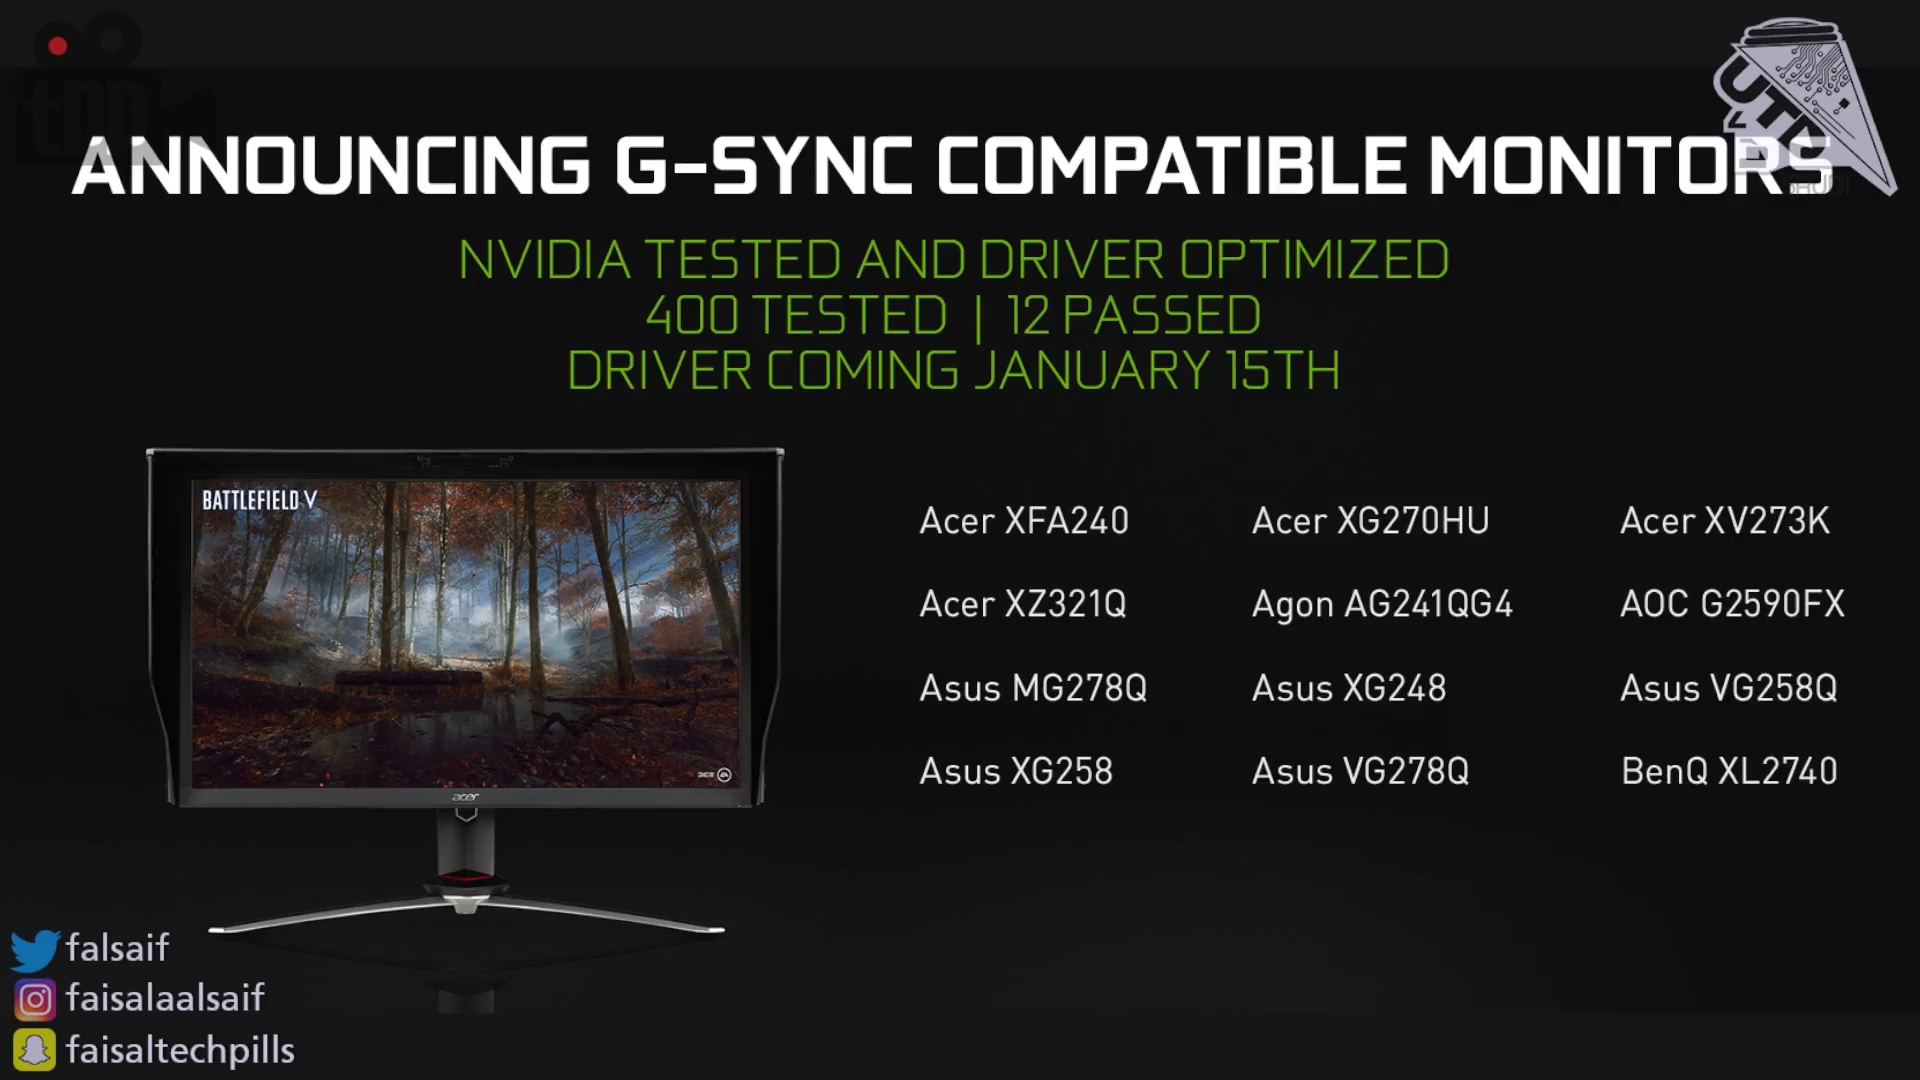 ANNOUNCING G-SYNC COMPATIBLE MONITORS
NVIDIA TESTED AND DRIVER OPTIMIZED
400 TESTED | 12 PASSED
DRIVER COMING JANUARY 15TH
BATTLEFIELD V
acer
Acer XFA240 Acer XG270HU Acer XV273K
Acer XZ321Q Agon AG241QG4 AOC G2590FX
Asus MG278Q Asus XG248 Asus VG258Q
Asus XG258 Asus VG278Q BenQ XL2740
falsaif
faisalaalsaif
faisaltechpills